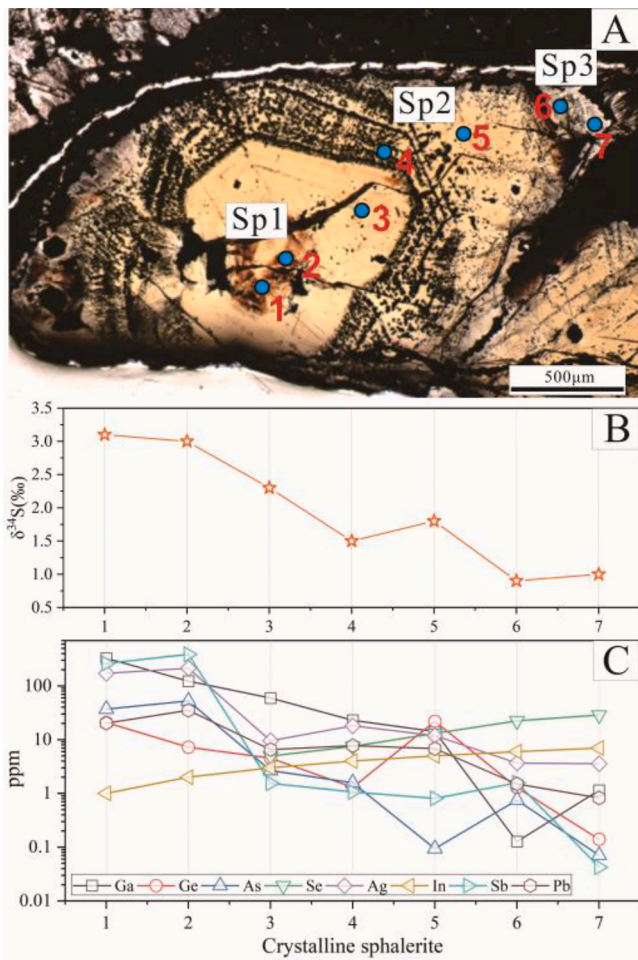 A
Sp3
Sp2
6
5
7
4
Sp1
3
2
1
500μm
B
3.5
3.0
2.5
2.0
1.5
1.0
0.5
δ³⁴S(‰)
1 2 3 4 5 6 7
C
100
10
1
0.1
0.01
ppm
Ga Ge As Se Ag In Sb Pb
1 2 3 4 5 6 7
Crystalline sphalerite